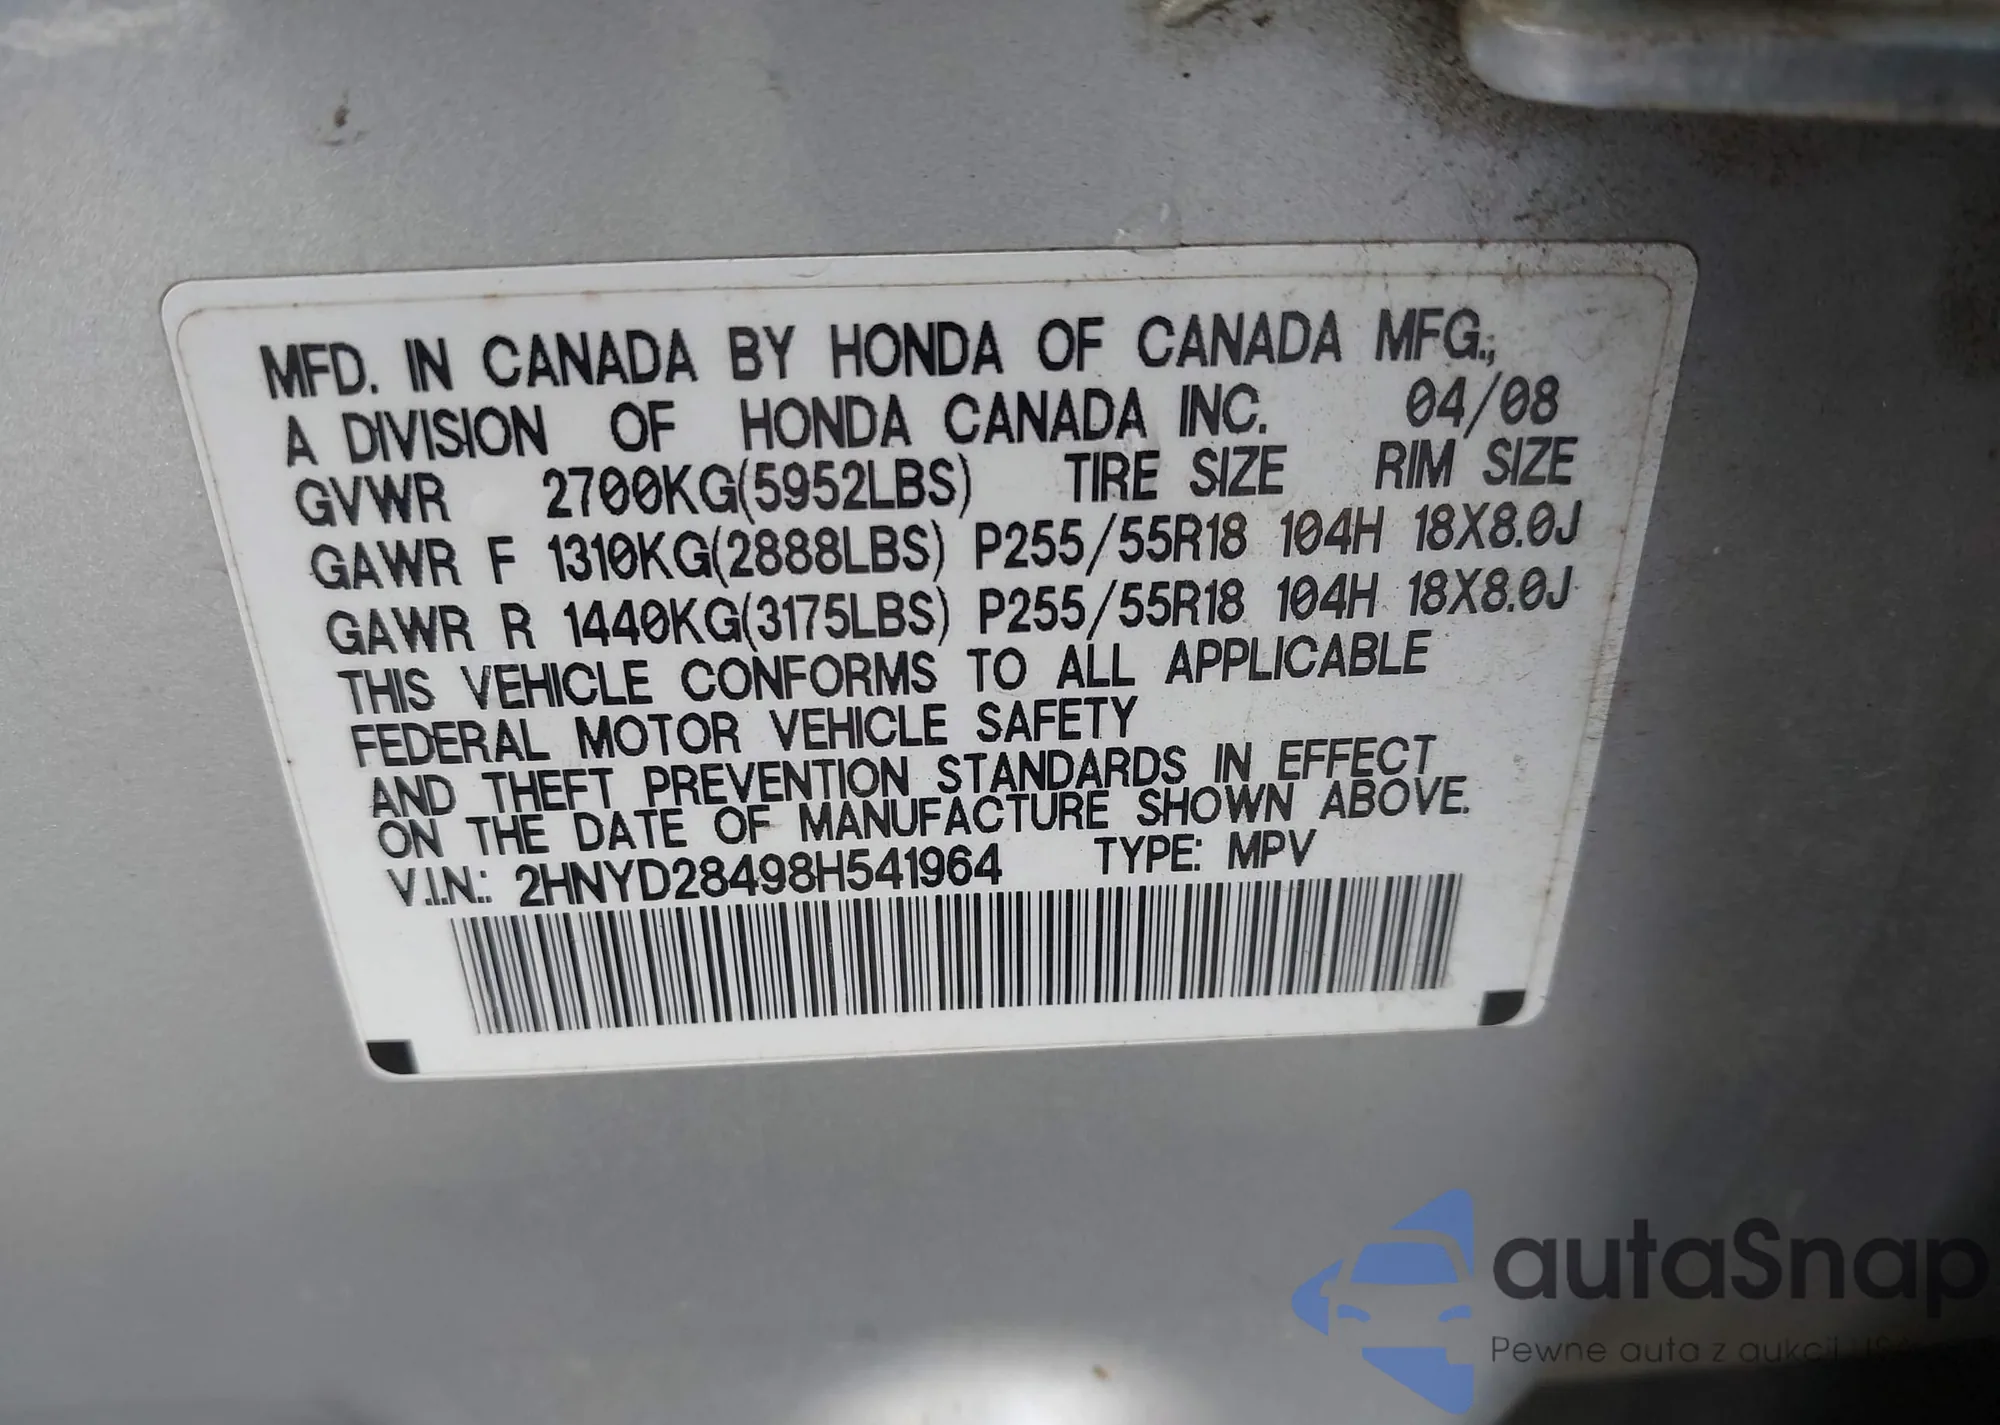 MFD. IN CANADA BY HONDA OF CANADA MFG.,
A DIVISION OF HONDA CANADA INC. 04/08
GVWR 2700KG(5952LBS) TIRE SIZE RIM SIZE
GAWR F 1310KG(2888LBS) P255/55R18 104H 18X8.0J
GAWR R 1440KG(3175LBS) P255/55R18 104H 18X8.0J
THIS VEHICLE CONFORMS TO ALL APPLICABLE
FEDERAL MOTOR VEHICLE SAFETY
AND THEFT PREVENTION STANDARDS IN EFFECT
ON THE DATE OF MANUFACTURE SHOWN ABOVE.
V.I.N.: 2HNYD28498H541964 TYPE: MPV
autaSnap
Pewne auta z aukcji